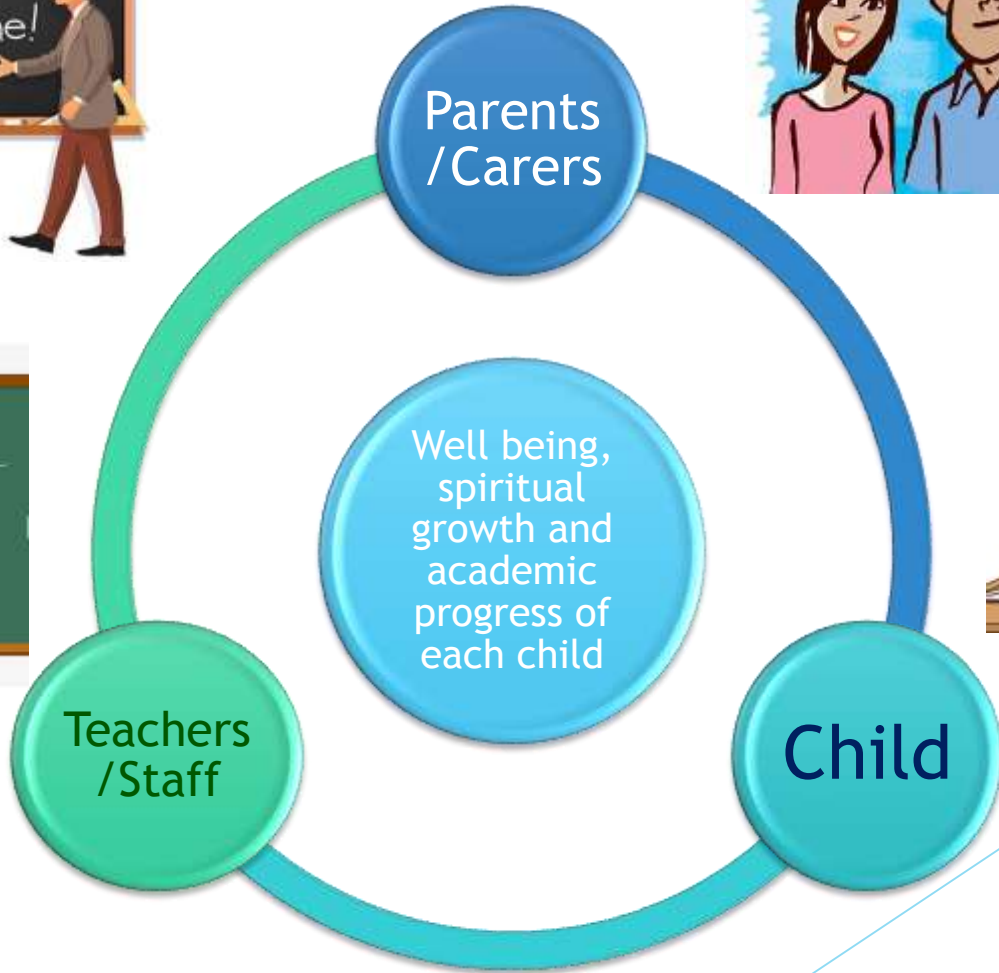 e!
Parents
/Carers
Well being,
spiritual
growth and
academic
progress of
each child
Teachers
/Staff
Child